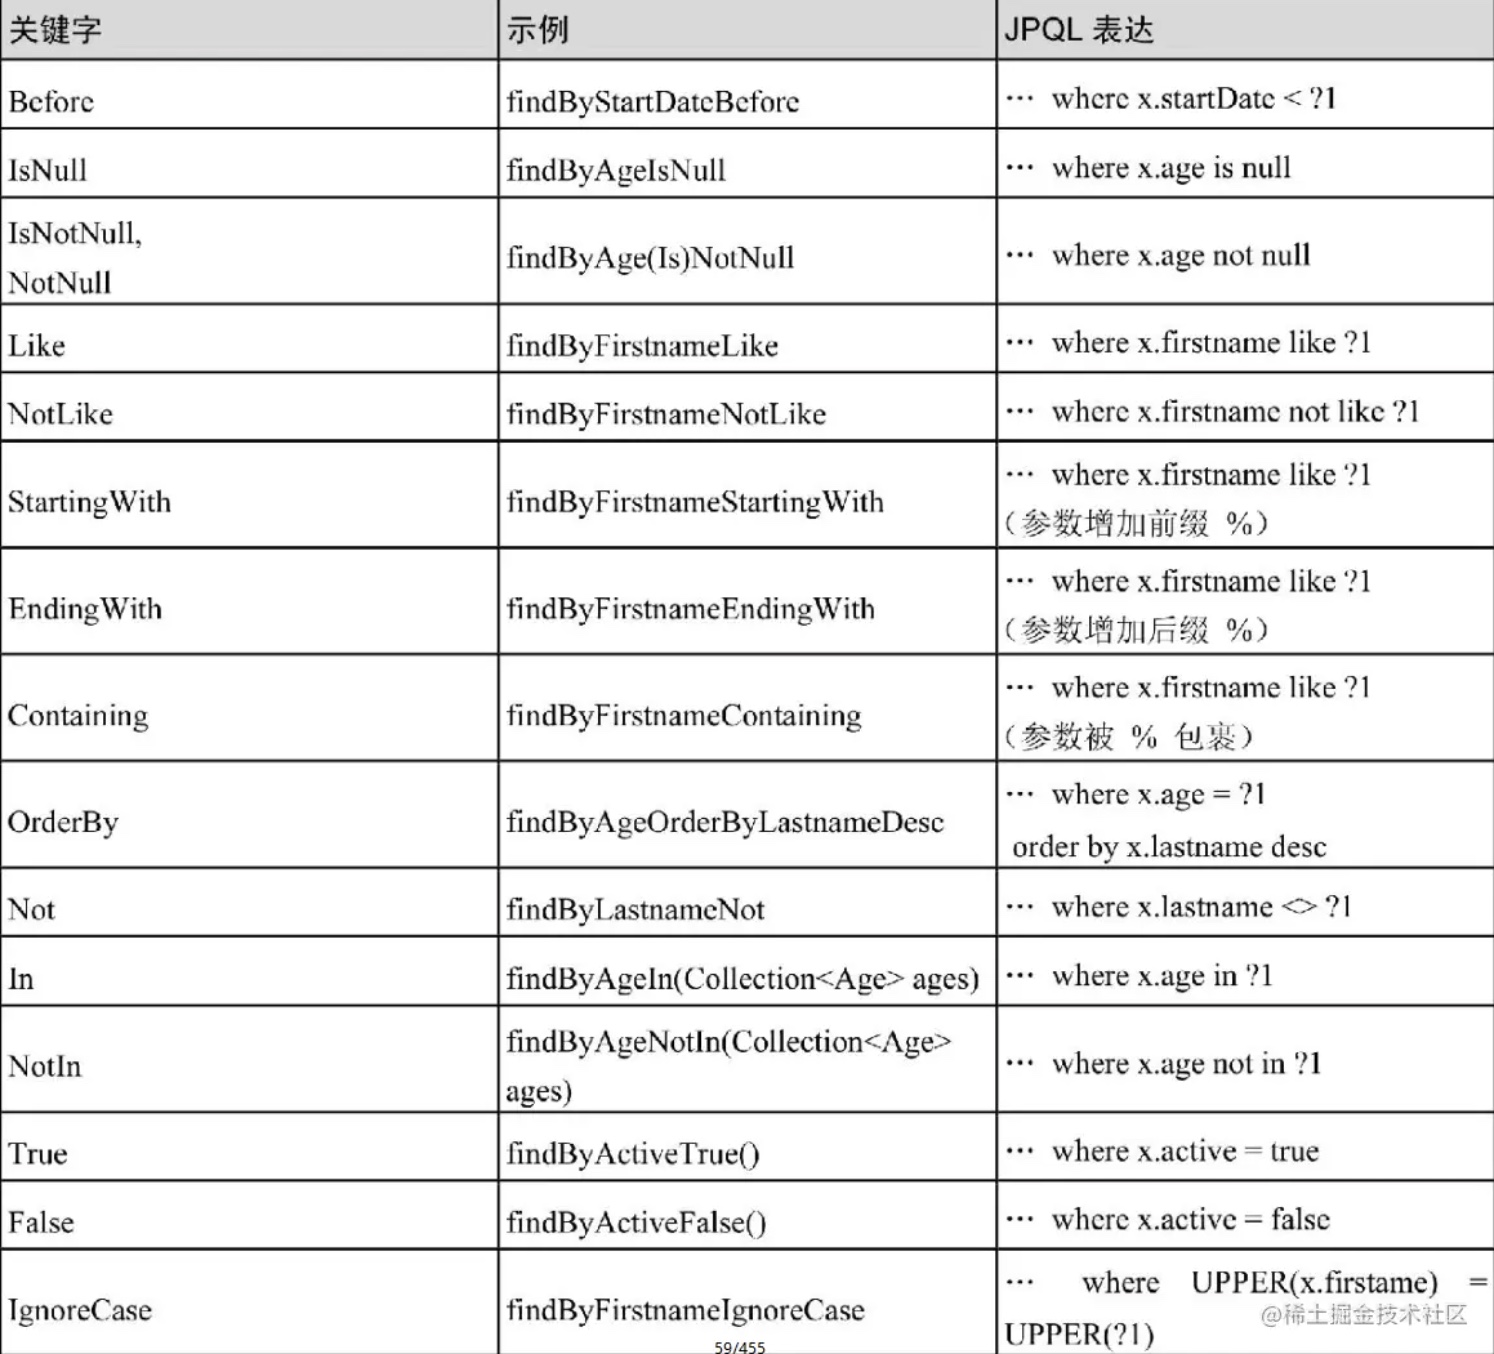 关键字 示例 JPQL 表达
Before findByStartDateBefore … where x.startDate < ?1
IsNull findByAgeIsNull … where x.age is null
IsNotNull,
NotNull findByAge(Is)NotNull … where x.age not null
Like findByFirstnameLike … where x.firstname like ?1
NotLike findByFirstnameNotLike … where x.firstname not like ?1
StartingWith findByFirstnameStartingWith … where x.firstname like ?1
（参数增加前缀 %）
EndingWith findByFirstnameEndingWith … where x.firstname like ?1
（参数增加后缀 %）
Containing findByFirstnameContaining … where x.firstname like ?1
（参数被 % 包裹）
OrderBy findByAgeOrderByLastnameDesc … where x.age = ?1
order by x.lastname desc
Not findByLastnameNot … where x.lastname <> ?1
In findByAgeIn(Collection<Age> ages) … where x.age in ?1
NotIn findByAgeNotIn(Collection<Age>
ages) … where x.age not in ?1
True findByActiveTrue() … where x.active = true
False findByActiveFalse() … where x.active = false
IgnoreCase findByFirstnameIgnoreCase … where UPPER(x.firstame) =
UPPER(?1)
@稀土掘金技术社区
59/455